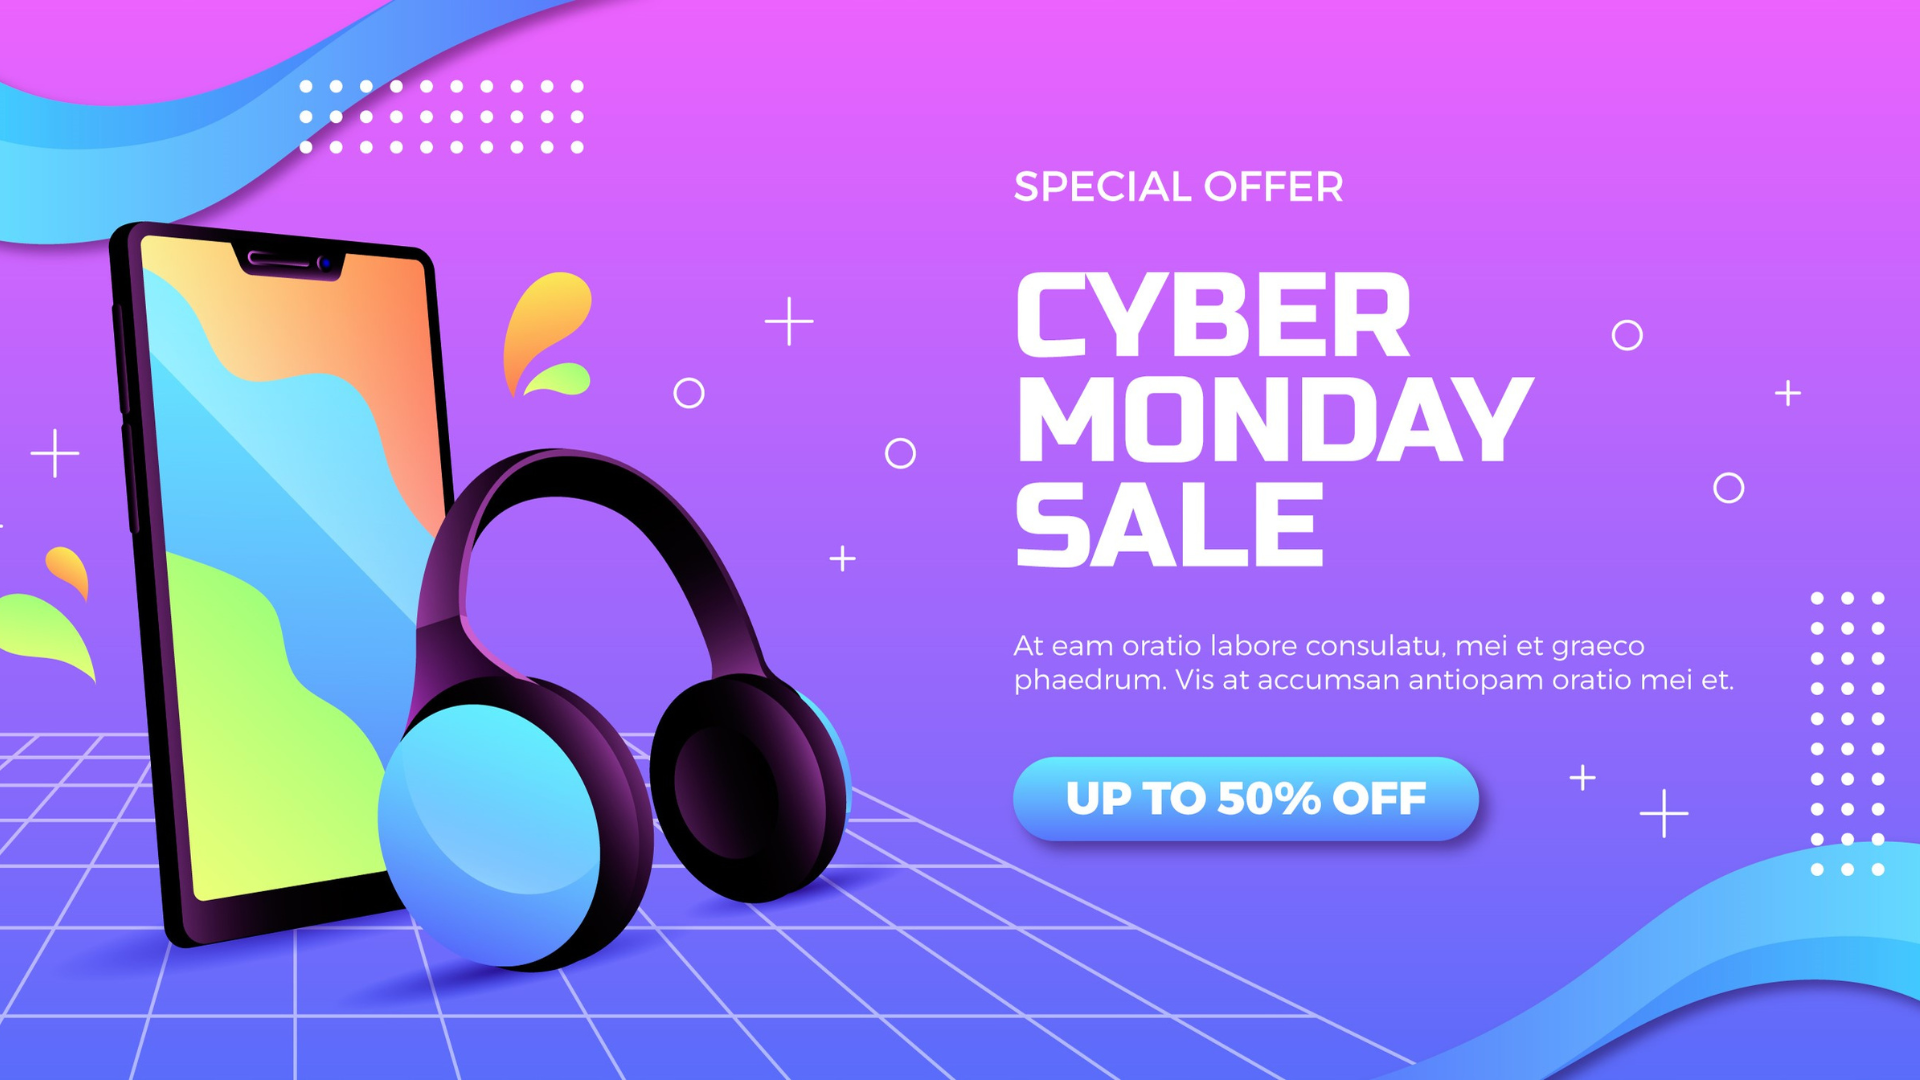 SPECIAL OFFER
CYBER
MONDAY
SALE
At eam oratio labore consulatu, mei et graeco
phaedrum. Vis at accumsan antiopam oratio mei et.
UP TO 50% OFF